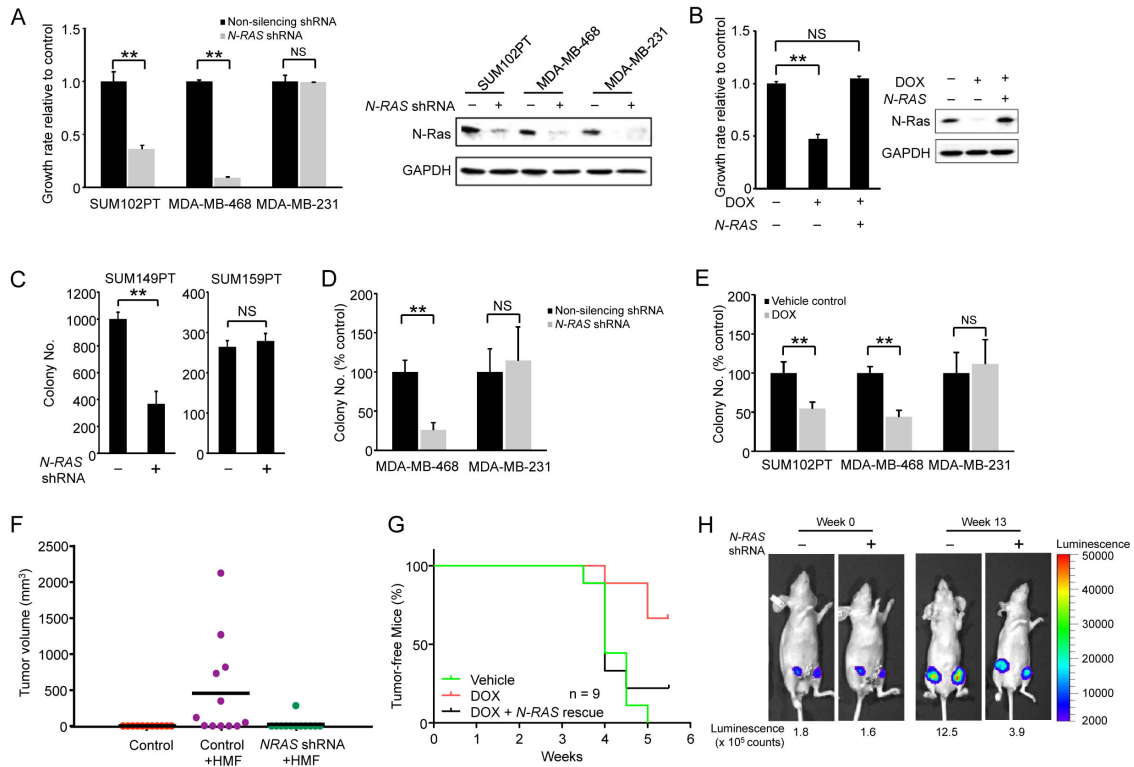 A
Non-silencing shRNA
N-RAS shRNA
Growth rate relative to control
1.5
1.0
0.5
0
**
**
NS
SUM102PT MDA-MB-468 MDA-MB-231
SUM102PT
MDA-MB-468
MDA-MB-231
N-RAS shRNA – + – + – +
N-Ras
GAPDH
B
Growth rate relative to control
1.5
1.0
0.5
0
NS
**
DOX – + +
N-RAS – – +
DOX – + +
N-RAS – – +
N-Ras
GAPDH
C
SUM149PT
Colony No.
1200
1000
800
600
400
200
0
**
SUM159PT
400
300
200
100
0
NS
N-RAS
shRNA
– + – +
D
Colony No. (% control)
200
150
100
50
0
Non-silencing shRNA
N-RAS shRNA
**
NS
MDA-MB-468 MDA-MB-231
E
Colony No. (% control)
200
150
100
50
0
Vehicle control
DOX
**
**
NS
SUM102PT MDA-MB-468 MDA-MB-231
F
Tumor volume (mm³)
2500
2000
1500
1000
500
0
Control
Control
+HMF
NRAS shRNA
+HMF
G
Tumor-free Mice (%)
100
50
0
Vehicle
DOX
n = 9
DOX + N-RAS rescue
0 1 2 3 4 5 6
Weeks
H
Week 0 Week 13
N-RAS
shRNA
– + – +
Luminescence
50000
40000
30000
20000
10000
2000
Luminescence
(x 10⁵ counts)
1.8 1.6 12.5 3.9